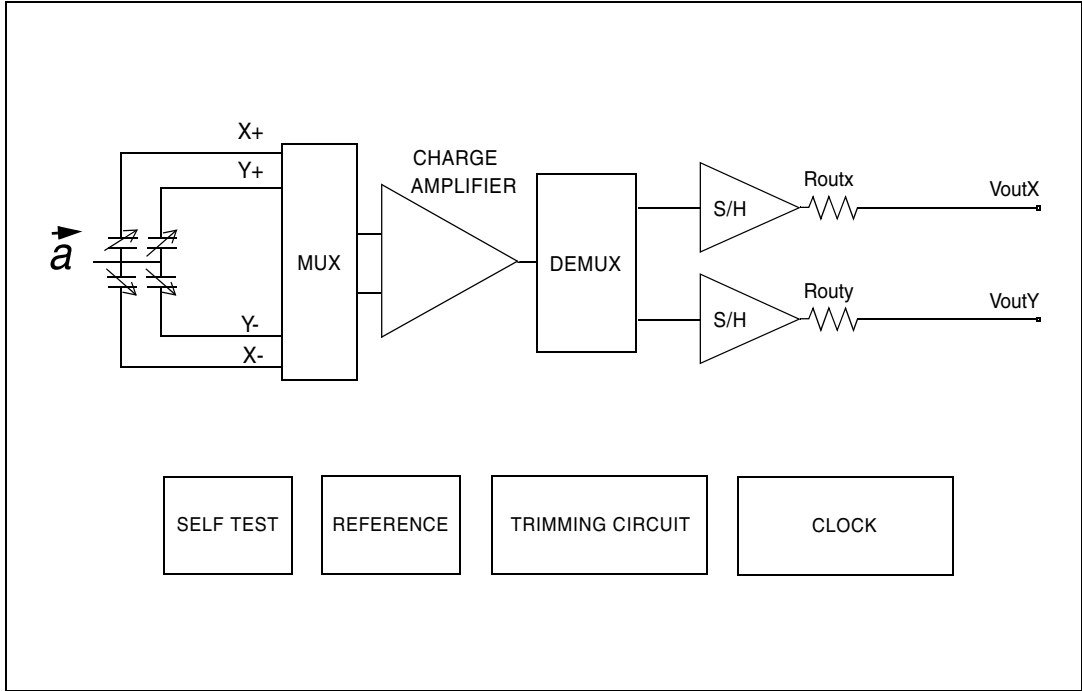 X+
Y+
a
Y-
X-
MUX
CHARGE
AMPLIFIER
DEMUX
S/H
Routx
VoutX
S/H
Routy
VoutY
SELF TEST
REFERENCE
TRIMMING CIRCUIT
CLOCK